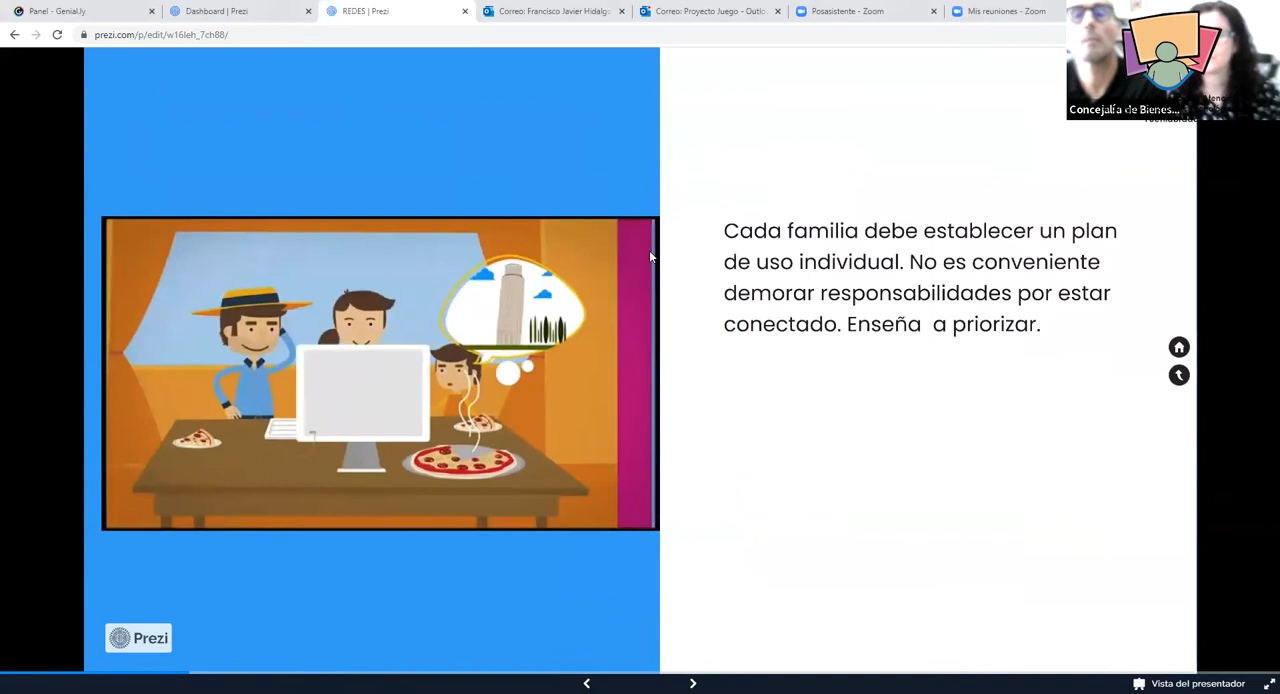 Panel - Genial.ly
Dashboard | Prezi
REDES | Prezi
Correo: Francisco Javier Hidalgo
Correo: Proyecto Juego - Outlo
Posasistente - Zoom
Mis reuniones - Zoom
prezi.com/p/edit/w16leh_7ch88/
Concejalía de Bienes...
Cada familia debe establecer un plan
de uso individual. No es conveniente
demorar responsabilidades por estar
conectado. Enseña a priorizar.
Prezi
Vista del presentador